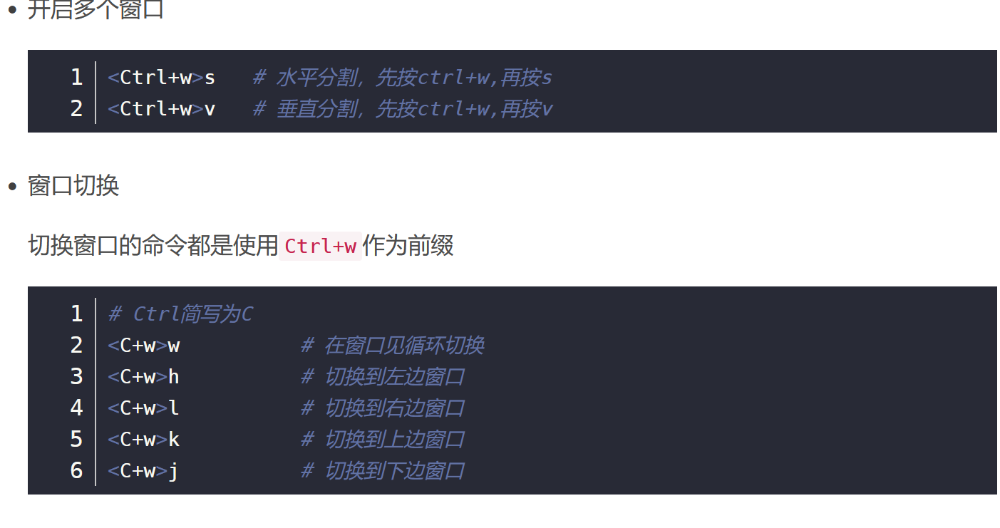 开启多个窗口
1 <Ctrl+w>s # 水平分割，先按ctrl+w,再按s
2 <Ctrl+w>v # 垂直分割，先按ctrl+w,再按v
窗口切换
切换窗口的命令都是使用 Ctrl+w 作为前缀
1 # Ctrl简写为C
2 <C+w>w # 在窗口见循环切换
3 <C+w>h # 切换到左边窗口
4 <C+w>l # 切换到右边窗口
5 <C+w>k # 切换到上边窗口
6 <C+w>j # 切换到下边窗口